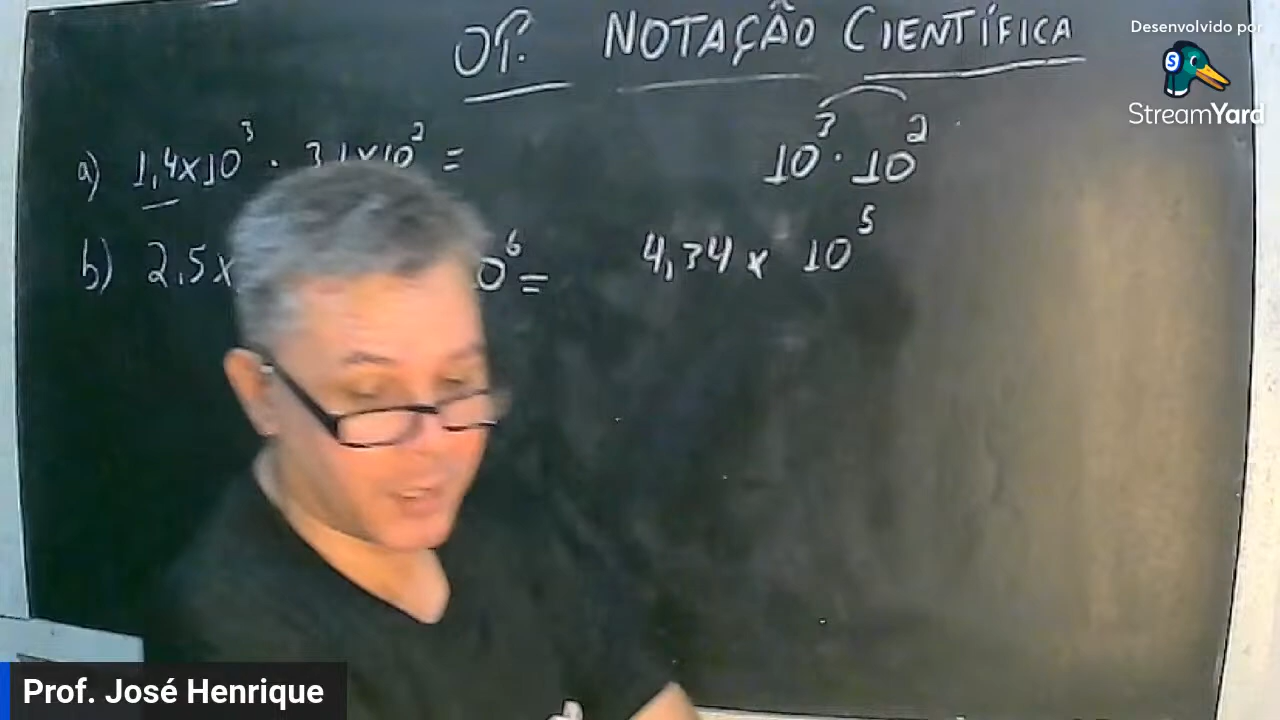 OP. NOTAÇÃO CIENTÍFICA
Desenvolvido por
StreamYard
a) 1,4x10³ · 3,1x10² =
10³ · 10²
b) 2,5x 0⁶ =
4,34 x 10⁵
Prof. José Henrique